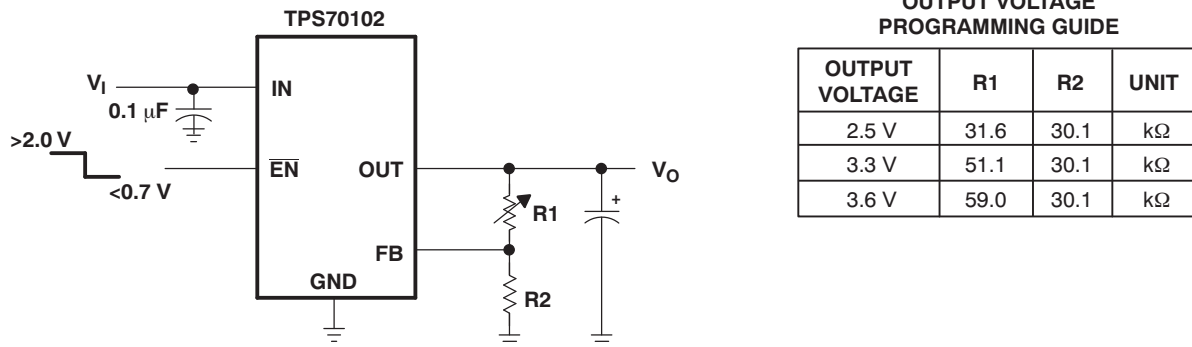 TPS70102
VI
0.1 µF
>2.0 V
<0.7 V
IN
EN
OUT
FB
GND
R1
R2
+
VO
OUTPUT VOLTAGE
PROGRAMMING GUIDE
OUTPUT VOLTAGE R1 R2 UNIT
2.5 V 31.6 30.1 kΩ
3.3 V 51.1 30.1 kΩ
3.6 V 59.0 30.1 kΩ